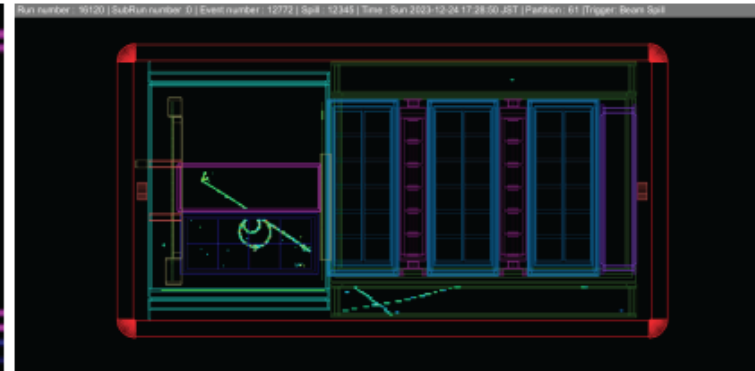 Run number : 16120 | SubRun number :0 | Event number : 12772 | Spill : 12345 | Time : Sun 2023-12-24 17:28:50 JST | Partition : 61 |Trigger: Beam Spill